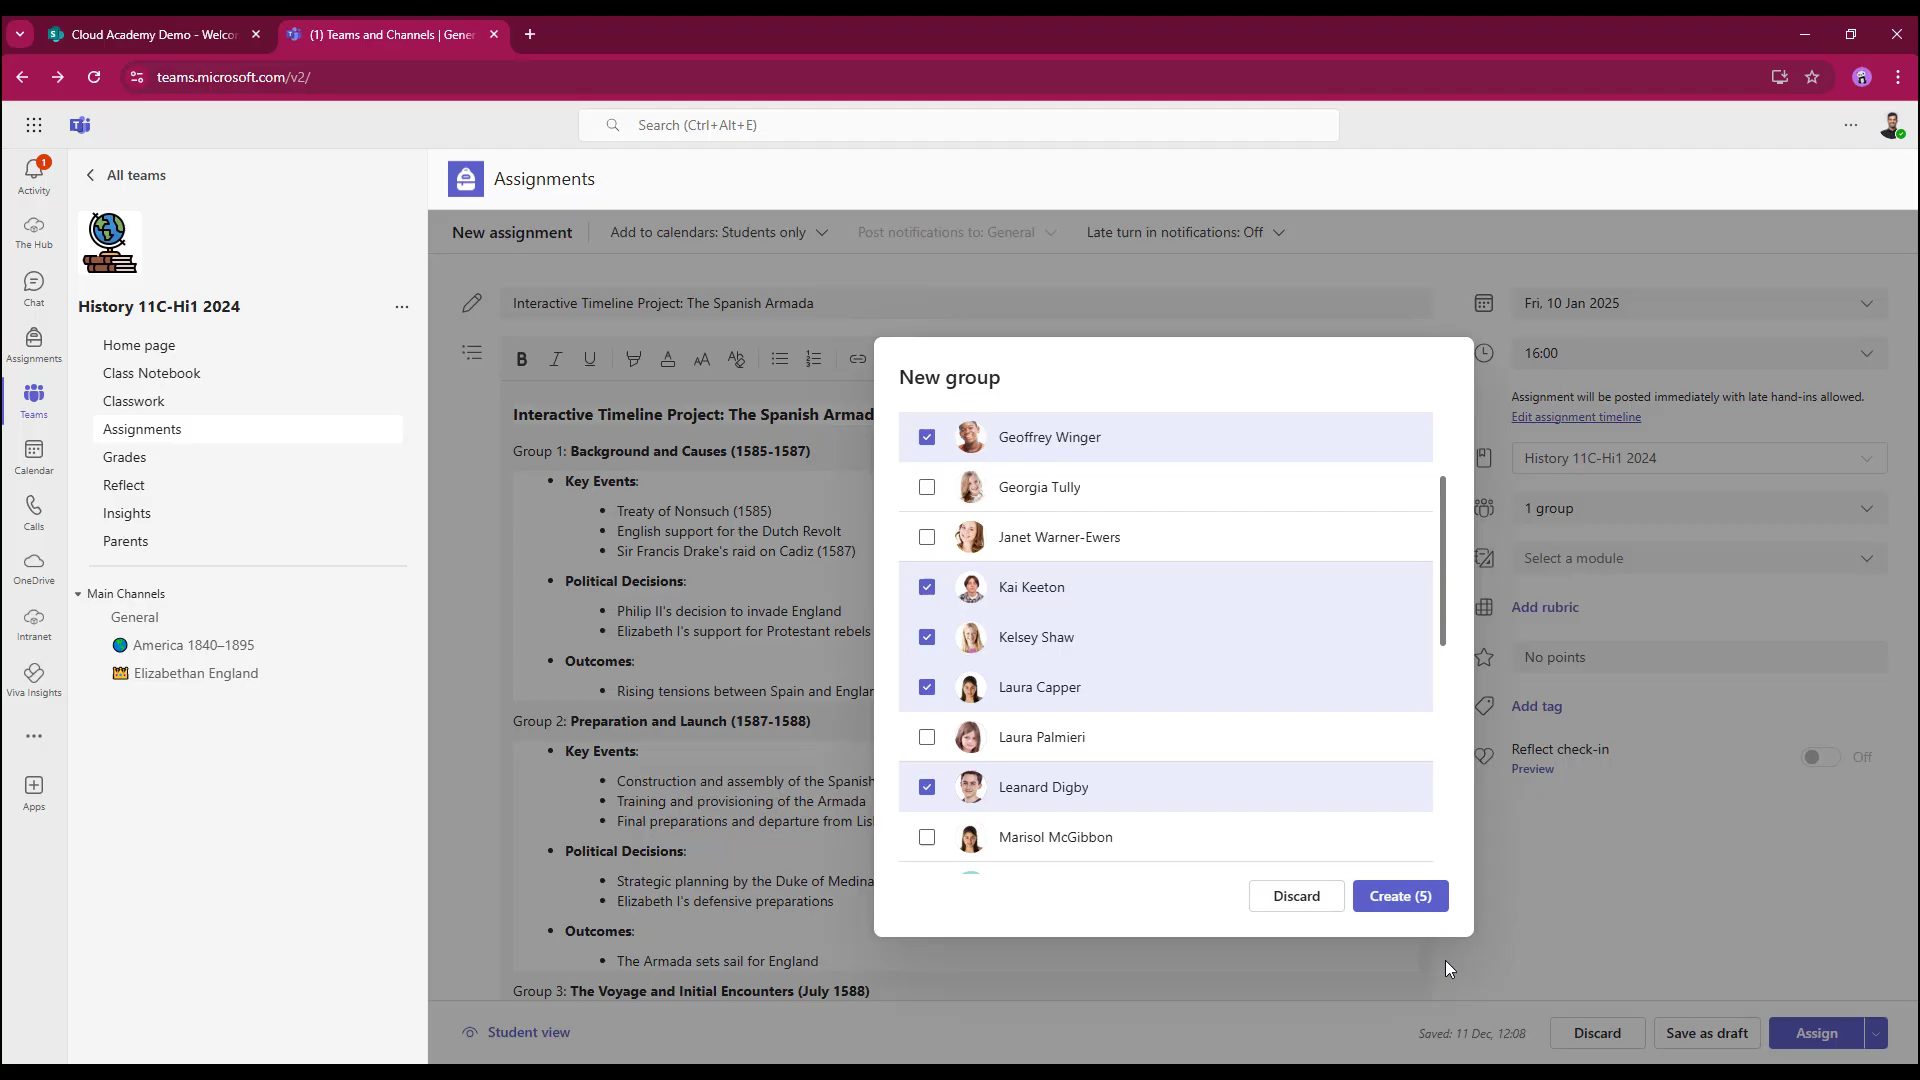 Cloud Academy Demo - Welco
(1) Teams and Channels | Gener
teams.microsoft.com/v2/
Search (Ctrl+Alt+E)
1
Activity
The Hub
Chat
Assignments
Teams
Calendar
Calls
OneDrive
Intranet
Viva Insights
Apps
All teams
History 11C-Hi1 2024
Home page
Class Notebook
Classwork
Assignments
Grades
Reflect
Insights
Parents
Main Channels
General
America 1840–1895
Elizabethan England
Assignments
New assignment
Add to calendars: Students only
Post notifications to: General
Late turn in notifications: Off
Interactive Timeline Project: The Spanish Armada
B I U
Interactive Timeline Project: The Spanish Armad
Group 1: Background and Causes (1585-1587)
Key Events:
Treaty of Nonsuch (1585)
English support for the Dutch Revolt
Sir Francis Drake's raid on Cadiz (1587)
Political Decisions:
Philip II's decision to invade England
Elizabeth I's support for Protestant rebels
Outcomes:
Rising tensions between Spain and Englar
Group 2: Preparation and Launch (1587-1588)
Key Events:
Construction and assembly of the Spanish
Training and provisioning of the Armada
Final preparations and departure from Lis
Political Decisions:
Strategic planning by the Duke of Medina
Elizabeth I's defensive preparations
Outcomes:
The Armada sets sail for England
Group 3: The Voyage and Initial Encounters (July 1588)
Student view
New group
Geoffrey Winger
Georgia Tully
Janet Warner-Ewers
Kai Keeton
Kelsey Shaw
Laura Capper
Laura Palmieri
Leanard Digby
Marisol McGibbon
Discard
Create (5)
Fri, 10 Jan 2025
16:00
Assignment will be posted immediately with late hand-ins allowed.
Edit assignment timeline
History 11C-Hi1 2024
1 group
Select a module
Add rubric
No points
Add tag
Reflect check-in
Preview
Off
Saved: 11 Dec, 12:08
Discard
Save as draft
Assign